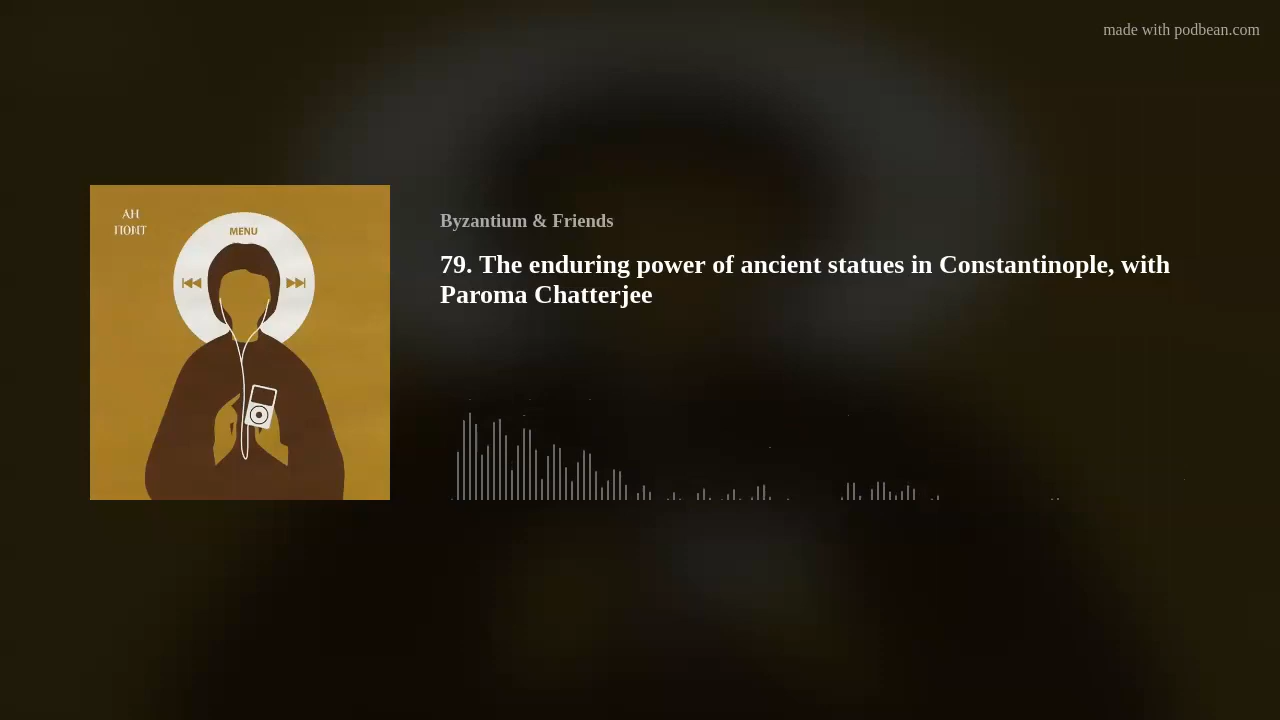 made with podbean.com
ΑΗ
ΠΟΠΤ
MENU
Byzantium & Friends
79. The enduring power of ancient statues in Constantinople, with
Paroma Chatterjee